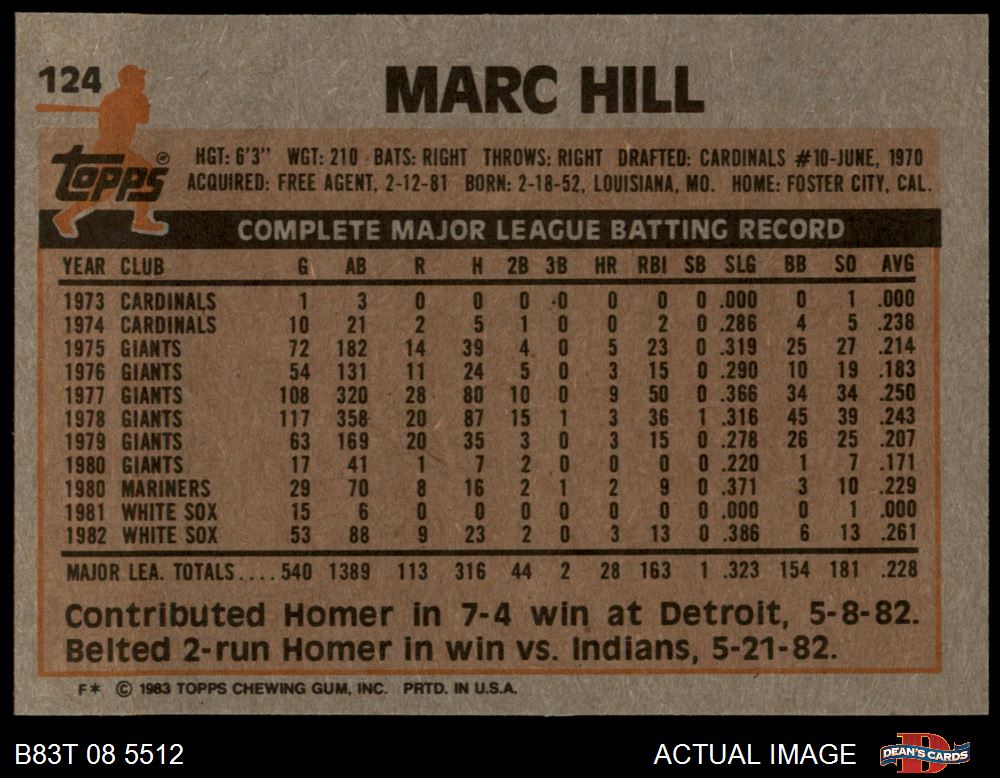 124
MARC HILL
Topps
HGT: 6'3" WGT: 210 BATS: RIGHT THROWS: RIGHT DRAFTED: CARDINALS #10-JUNE, 1970
ACQUIRED: FREE AGENT, 2-12-81 BORN: 2-18-52, LOUISIANA, MO. HOME: FOSTER CITY, CAL.
COMPLETE MAJOR LEAGUE BATTING RECORD
YEAR CLUB G AB R H 2B 3B HR RBI SB SLG BB SO AVG
1973 CARDINALS 1 3 0 0 0 0 0 0 0 .000 0 1 .000
1974 CARDINALS 10 21 2 5 1 0 0 2 0 .286 4 5 .238
1975 GIANTS 72 182 14 39 4 0 5 23 0 .319 25 27 .214
1976 GIANTS 54 131 11 24 5 0 3 15 0 .290 10 19 .183
1977 GIANTS 108 320 28 80 10 0 9 50 0 .366 34 34 .250
1978 GIANTS 117 358 20 87 15 1 3 36 1 .316 45 39 .243
1979 GIANTS 63 169 20 35 3 0 3 15 0 .278 26 25 .207
1980 GIANTS 17 41 1 7 2 0 0 0 0 .220 1 7 .171
1980 MARINERS 29 70 8 16 2 1 2 9 0 .371 3 10 .229
1981 WHITE SOX 15 6 0 0 0 0 0 0 0 .000 0 1 .000
1982 WHITE SOX 53 88 9 23 2 0 3 13 0 .386 6 13 .261
MAJOR LEA. TOTALS.... 540 1389 113 316 44 2 28 163 1 .323 154 181 .228
Contributed Homer in 7-4 win at Detroit, 5-8-82.
Belted 2-run Homer in win vs. Indians, 5-21-82.
F* © 1983 TOPPS CHEWING GUM, INC. PRTD. IN U.S.A.
B83T 08 5512
ACTUAL IMAGE
D
DEAN'S CARDS